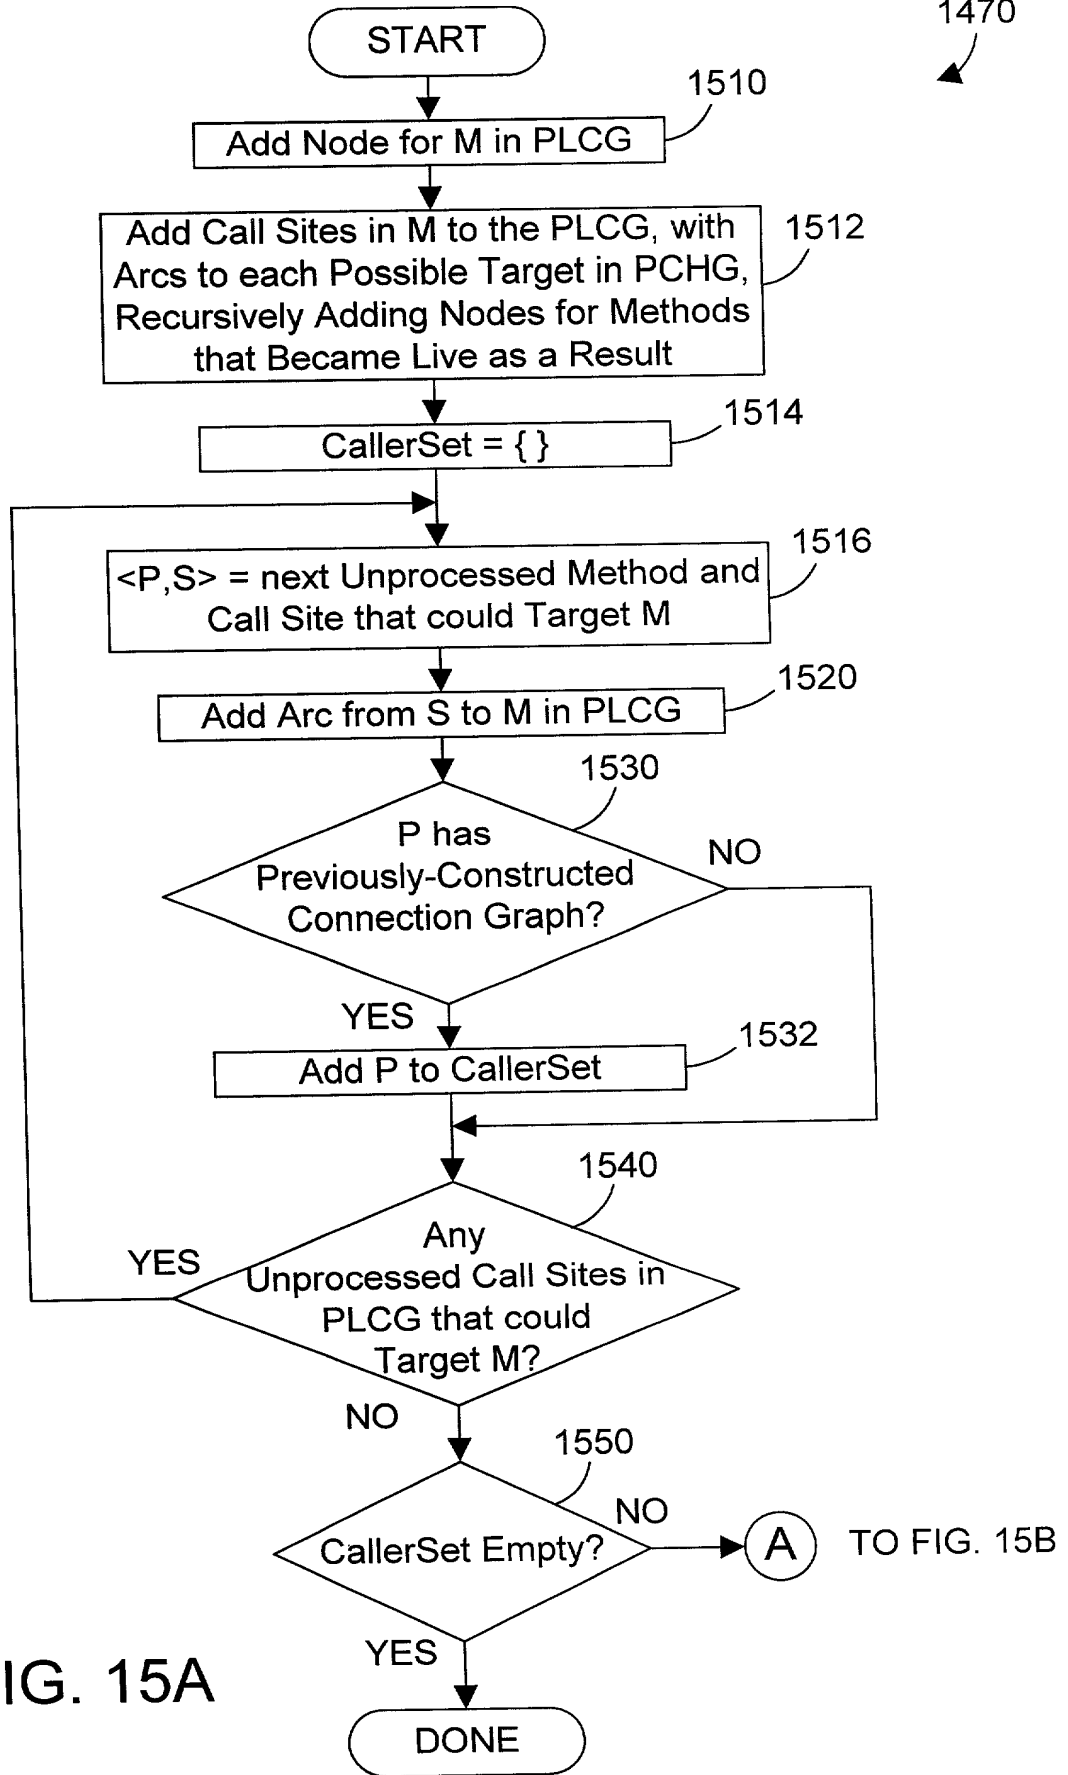 1470
START
1510
Add Node for M in PLCG
1512
Add Call Sites in M to the PLCG, with
Arcs to each Possible Target in PCHG,
Recursively Adding Nodes for Methods
that Became Live as a Result
1514
CallerSet = { }
1516
<P,S> = next Unprocessed Method and
Call Site that could Target M
1520
Add Arc from S to M in PLCG
1530
P has
Previously-Constructed
Connection Graph?
NO
YES
1532
Add P to CallerSet
1540
Any
Unprocessed Call Sites in
PLCG that could
Target M?
YES
NO
1550
CallerSet Empty?
NO
A
TO FIG. 15B
YES
DONE
IG. 15A